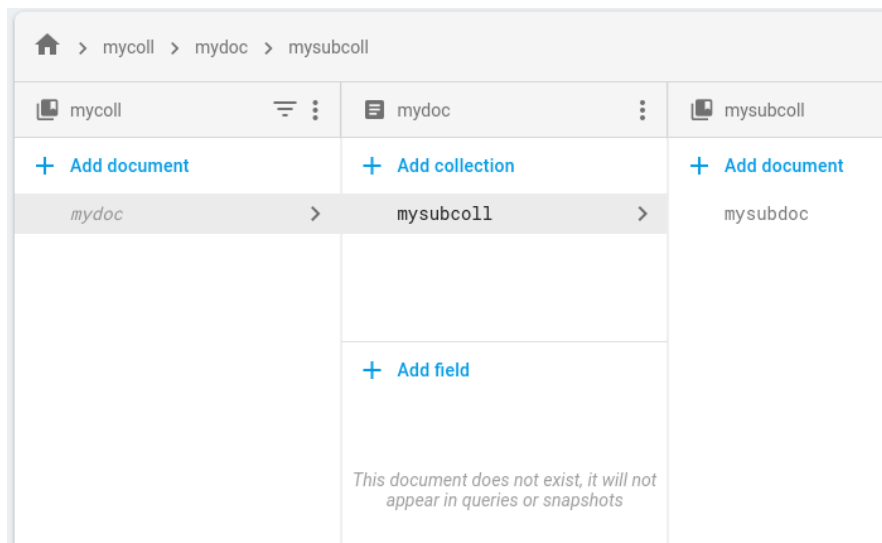 mycoll > mydoc > mysubcoll
mycoll
mydoc
mysubcoll
+ Add document
+ Add collection
+ Add document
mydoc
mysubcoll
mysubdoc
+ Add field
This document does not exist, it will not
appear in queries or snapshots